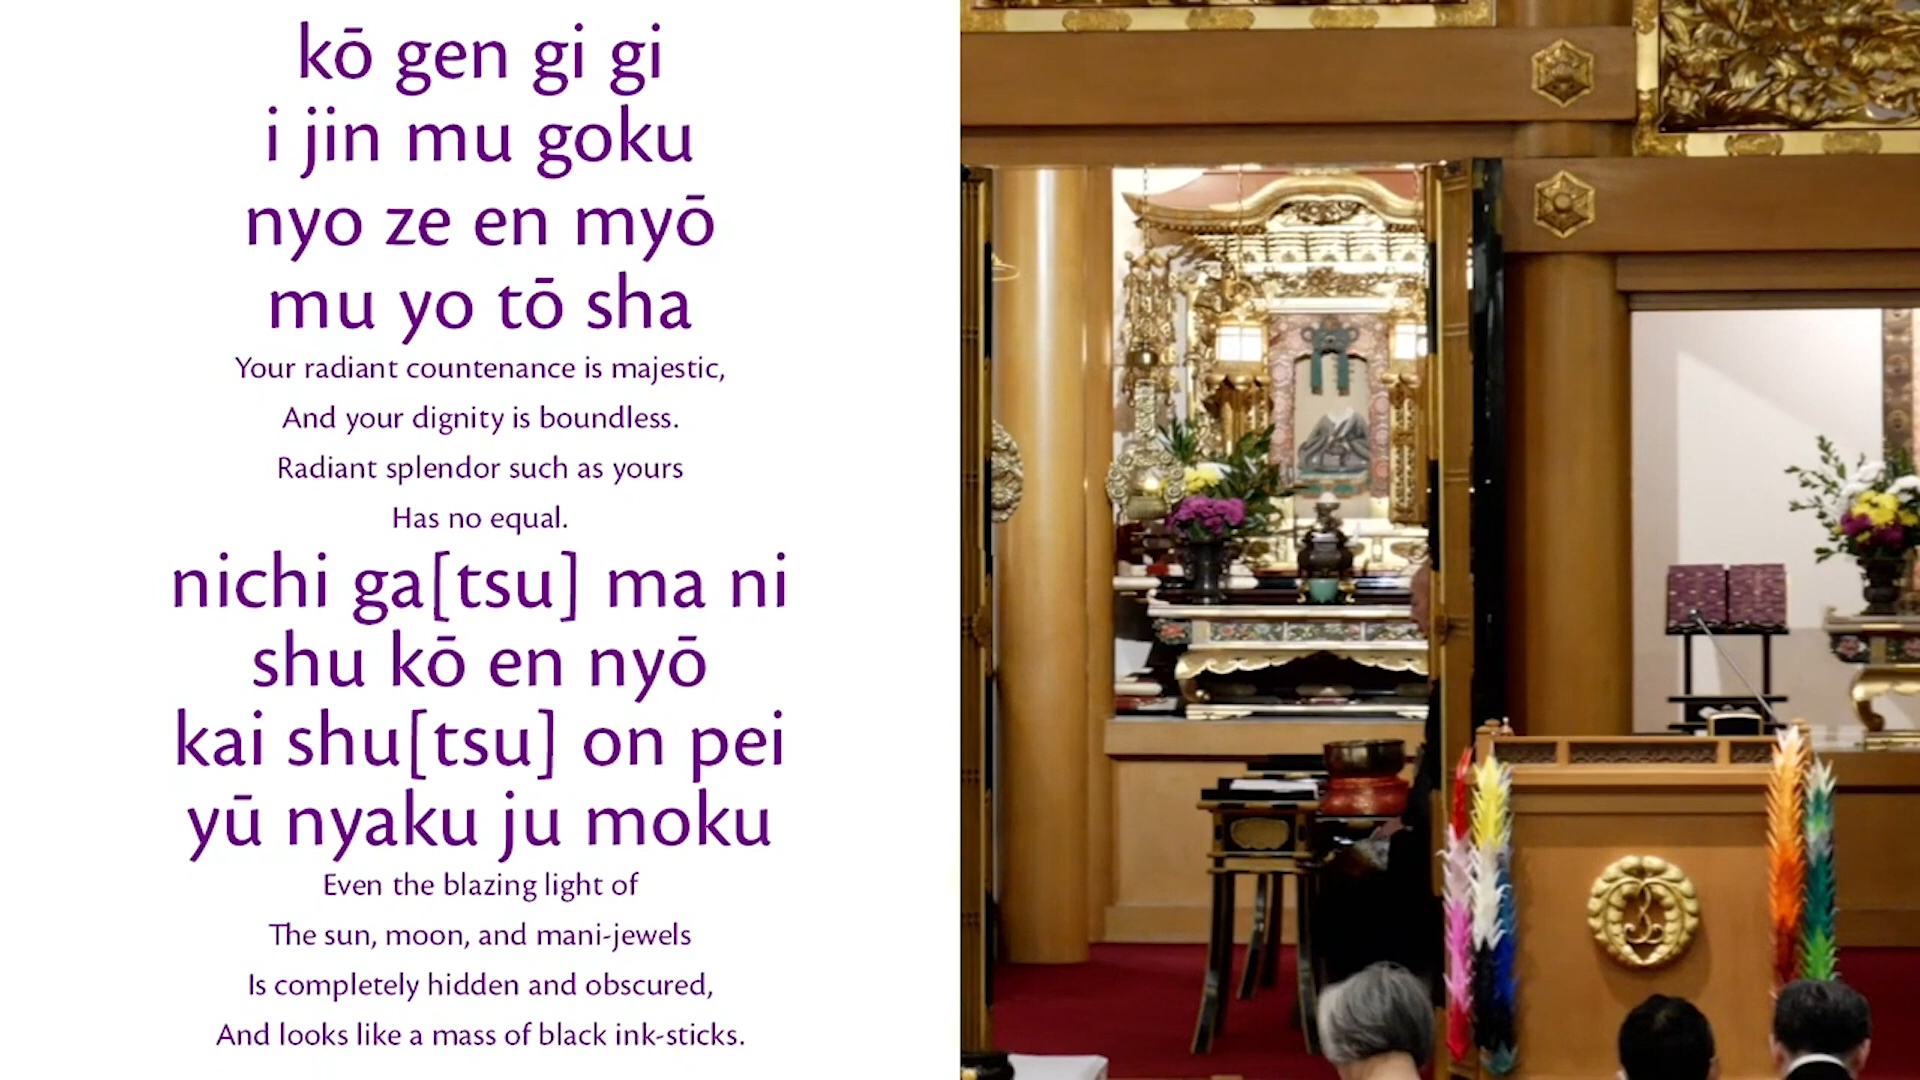 kō gen gi gi
i jin mu goku
nyo ze en myō
mu yo tō sha
Your radiant countenance is majestic,
And your dignity is boundless.
Radiant splendor such as yours
Has no equal.
nichi ga[tsu] ma ni
shu kō en nyō
kai shu[tsu] on pei
yū nyaku ju moku
Even the blazing light of
The sun, moon, and mani-jewels
Is completely hidden and obscured,
And looks like a mass of black ink-sticks.